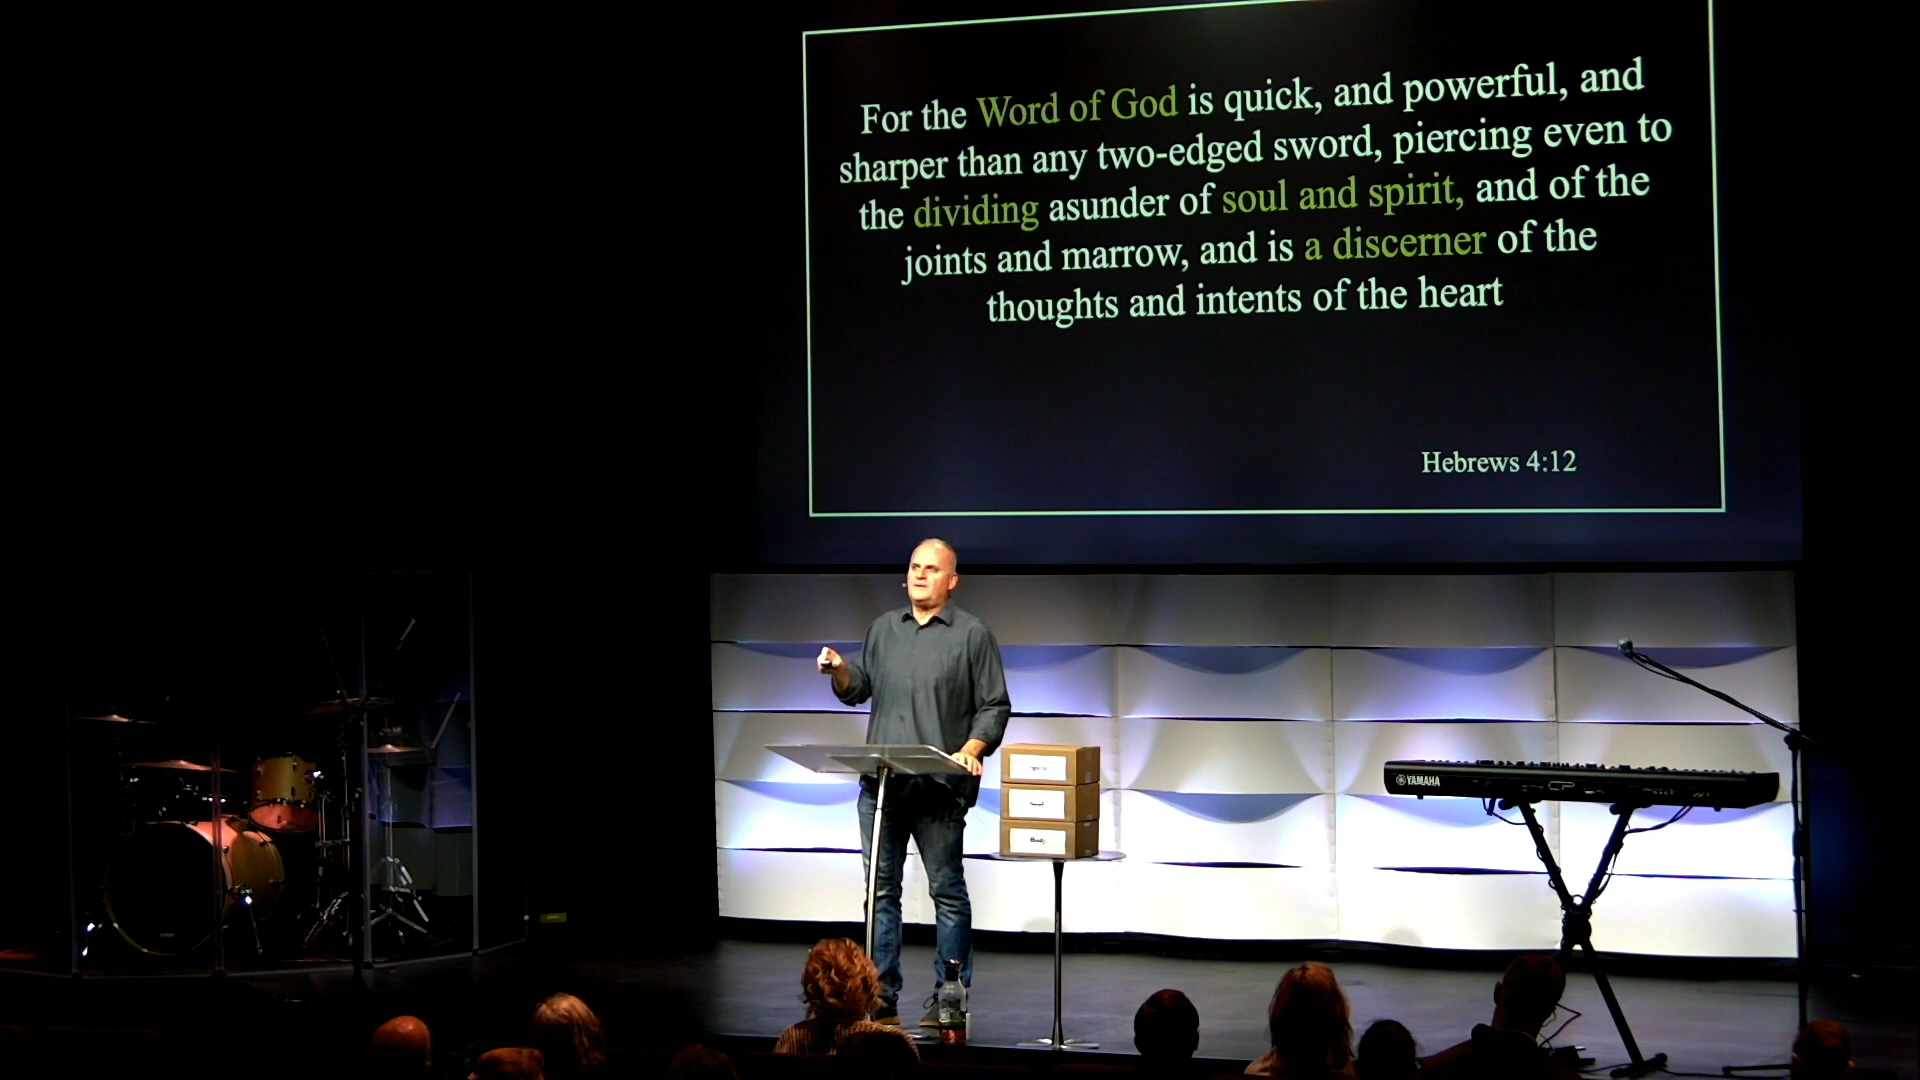 For the Word of God is quick, and powerful, and
sharper than any two-edged sword, piercing even to
the dividing asunder of soul and spirit, and of the
joints and marrow, and is a discerner of the
thoughts and intents of the heart
Hebrews 4:12
YAMAHA
Body